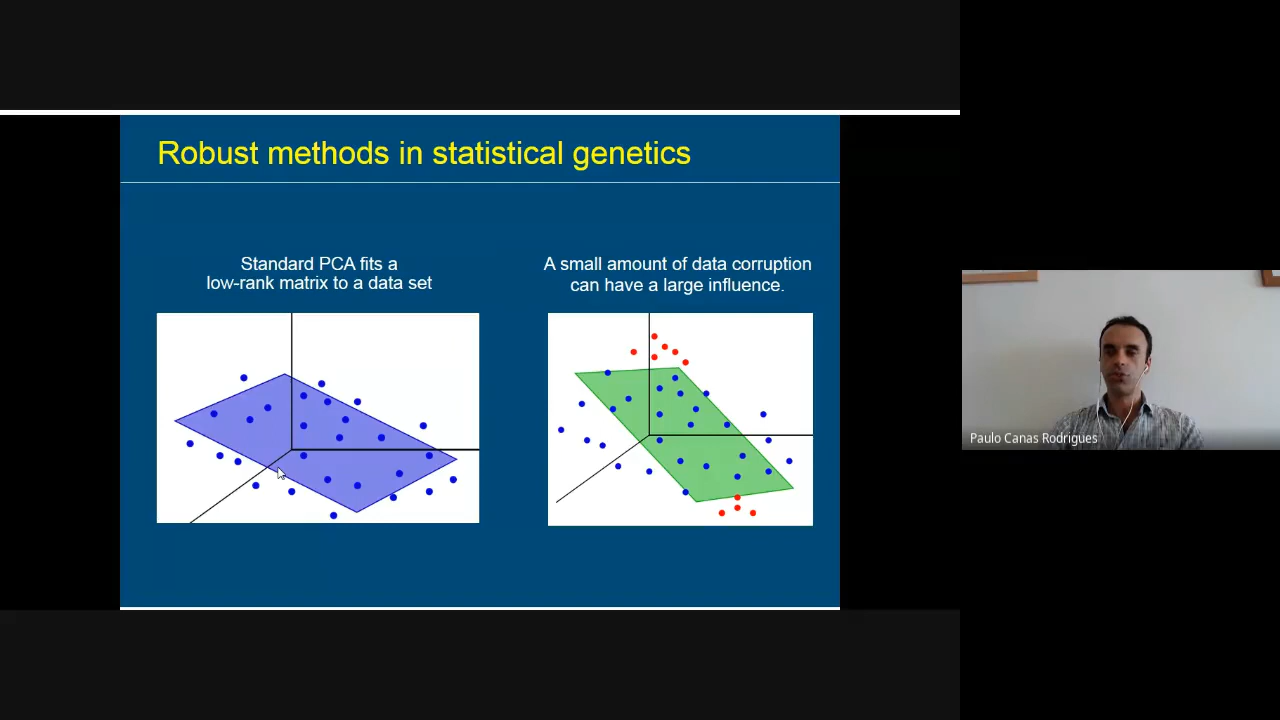 Robust methods in statistical genetics
Standard PCA fits a
low-rank matrix to a data set
A small amount of data corruption
can have a large influence.
Paulo Canas Rodrigues